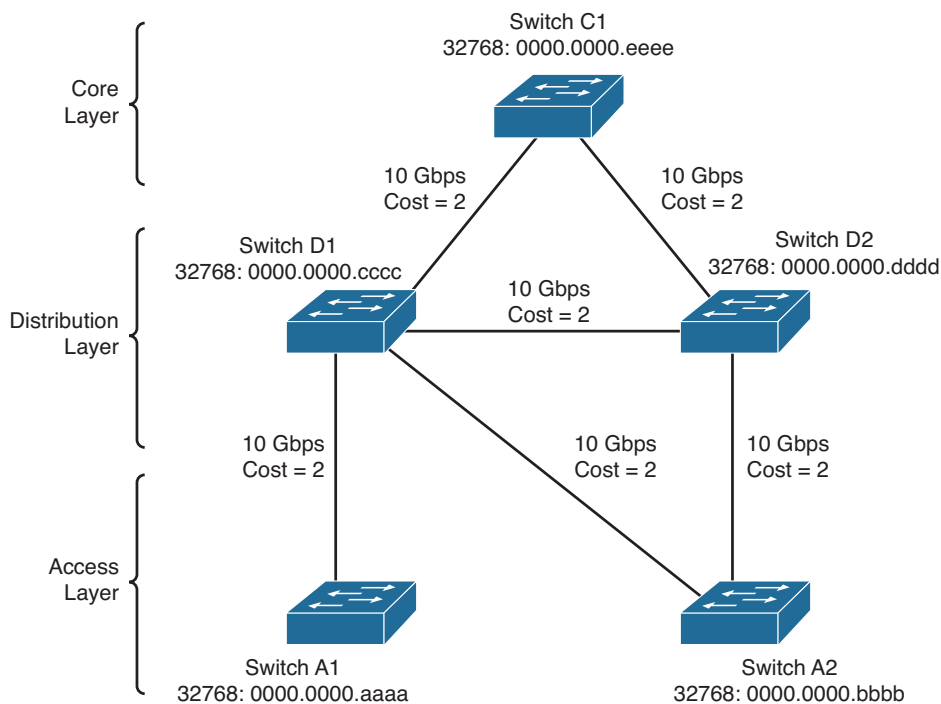 Switch C1
32768: 0000.0000.eeee
Core
Layer
10 Gbps
Cost = 2
10 Gbps
Cost = 2
Switch D1
32768: 0000.0000.cccc
Switch D2
32768: 0000.0000.dddd
10 Gbps
Cost = 2
Distribution
Layer
10 Gbps
Cost = 2
10 Gbps
Cost = 2
10 Gbps
Cost = 2
Access
Layer
Switch A1
32768: 0000.0000.aaaa
Switch A2
32768: 0000.0000.bbbb